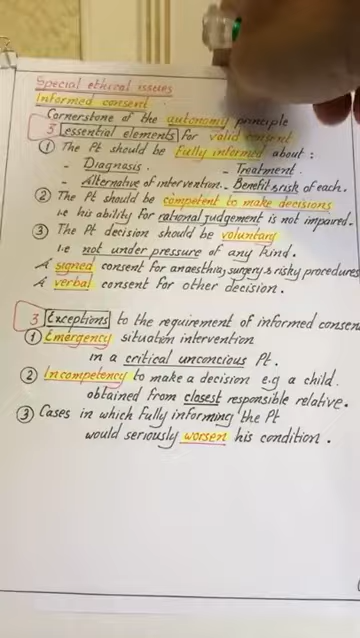 Special ethical issues
Informed consent
Cornerstone of the autonomy principle
3 essential elements for valid consent
① The Pt should be Fully informed about :
- Diagnosis. - Treatment.
- Alternative of intervention. - Benefit & risk of each.
② The Pt should be competent to make decisions
i.e his ability for rational judgement is not impaired.
③ The Pt decision should be voluntary
i.e not under pressure of any kind.
A signed consent for anaesthia, surgery & risky procedures
A verbal consent for other decision.
3 Exceptions to the requirement of informed consen
① Emergency situation intervention
in a critical unconcious Pt.
② Incompetency to make a decision e.g a child.
obtained from closest responsible relative.
③ Cases in which Fully informing the Pt
would seriously worsen his condition.